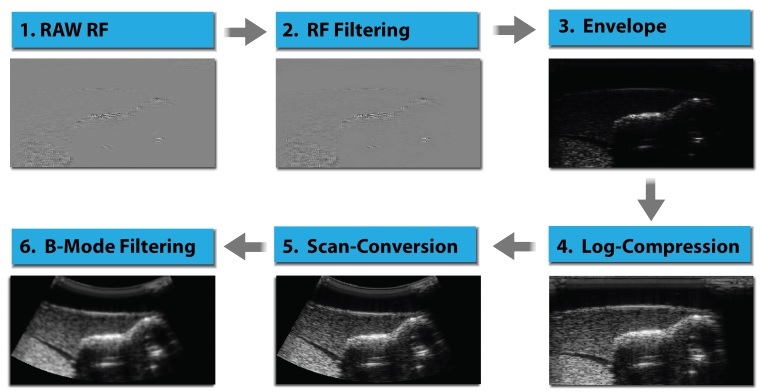 1. RAW RF
2. RF Filtering
3. Envelope
4. Log-Compression
5. Scan-Conversion
6. B-Mode Filtering